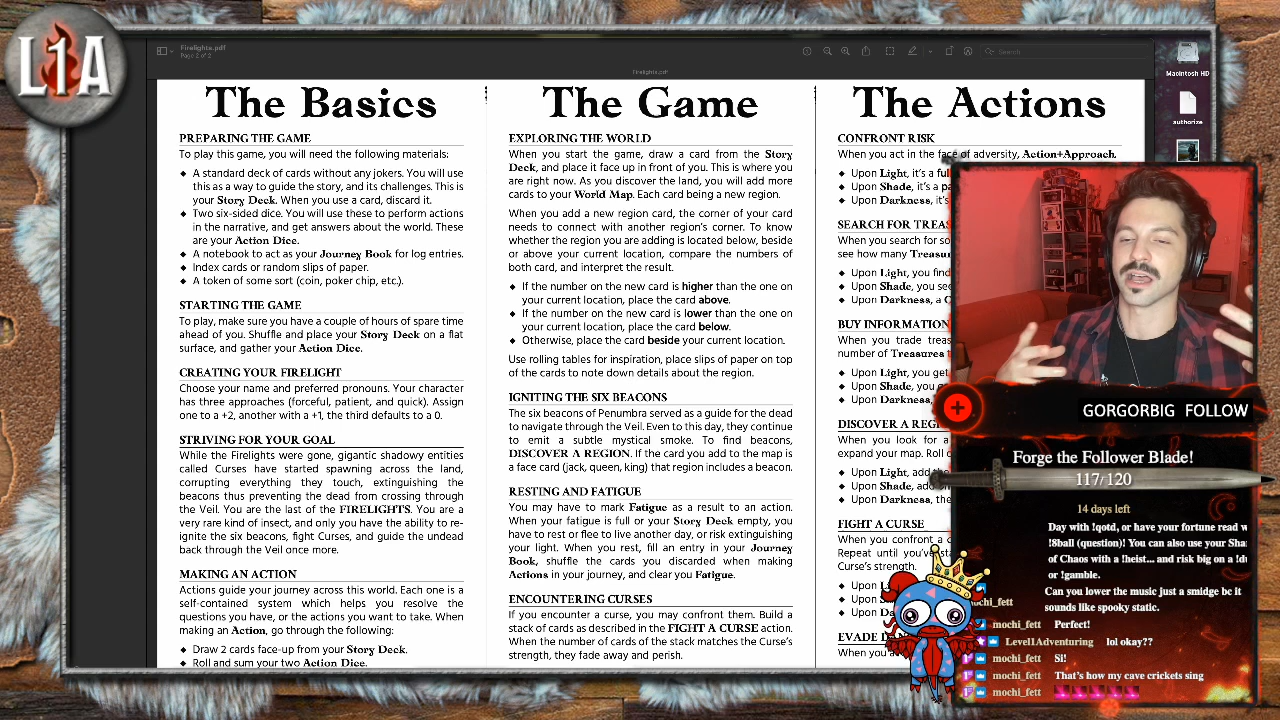 L1A
Firelights.pdf
Page 2 of 2
Search
Firelights.pdf
Macintosh HD
authorize
The Basics
PREPARING THE GAME
To play this game, you will need the following materials:
◆ A standard deck of cards without any jokers. You will use
this as a way to guide the story, and its challenges. This is
your Story Deck. When you use a card, discard it.
◆ Two six-sided dice. You will use these to perform actions
in the narrative, and get answers about the world. These
are your Action Dice.
◆ A notebook to act as your Journey Book for log entries.
◆ Index cards or random slips of paper.
◆ A token of some sort (coin, poker chip, etc.).
STARTING THE GAME
To play, make sure you have a couple of hours of spare time
ahead of you. Shuffle and place your Story Deck on a flat
surface, and gather your Action Dice.
CREATING YOUR FIRELIGHT
Choose your name and preferred pronouns. Your character
has three approaches (forceful, patient, and quick). Assign
one to a +2, another with a +1, the third defaults to a 0.
STRIVING FOR YOUR GOAL
While the Firelights were gone, gigantic shadowy entities
called Curses have started spawning across the land,
corrupting everything they touch, extinguishing the
beacons thus preventing the dead from crossing through
the Veil. You are the last of the FIRELIGHTS. You are a
very rare kind of insect, and only you have the ability to re-
ignite the six beacons, fight Curses, and guide the undead
back through the Veil once more.
MAKING AN ACTION
Actions guide your journey across this world. Each one is a
self-contained system which helps you resolve the
questions you have, or the actions you want to take. When
making an Action, go through the following:
◆ Draw 2 cards face-up from your Story Deck.
◆ Roll and sum your two Action Dice.
The Game
EXPLORING THE WORLD
When you start the game, draw a card from the Story
Deck, and place it face up in front of you. This is where you
are right now. As you discover the land, you will add more
cards to your World Map. Each card being a new region.
When you add a new region card, the corner of your card
needs to connect with another region's corner. To know
whether the region you are adding is located below, beside
or above your current location, compare the numbers of
both card, and interpret the result.
◆ If the number on the new card is higher than the one on
your current location, place the card above.
◆ If the number on the new card is lower than the one on
your current location, place the card below.
◆ Otherwise, place the card beside your current location.
Use rolling tables for inspiration, place slips of paper on top
of the cards to note down details about the region.
IGNITING THE SIX BEACONS
The six beacons of Penumbra served as a guide for the dead
to navigate through the Veil. Even to this day, they continue
to emit a subtle mystical smoke. To find beacons,
DISCOVER A REGION. If the card you add to the map is
a face card (jack, queen, king) that region includes a beacon.
RESTING AND FATIGUE
You may have to mark Fatigue as a result to an action.
When your fatigue is full or your Story Deck empty, you
have to rest or flee to live another day, or risk extinguishing
your light. When you rest, fill an entry in your Journey
Book, shuffle the cards you discarded when making
Actions in your journey, and clear you Fatigue.
ENCOUNTERING CURSES
If you encounter a curse, you may confront them. Build a
stack of cards as described in the FIGHT A CURSE action.
When the number of cards of the stack matches the Curse's
strength, they fade away and perish.
The Actions
CONFRONT RISK
When you act in the face of adversity, Action+Approach.
◆ Upon Light, it's a ful
◆ Upon Shade, it's a pa
◆ Upon Darkness, it's
SEARCH FOR TREAS
When you search for so
see how many Treasur
◆ Upon Light, you find
◆ Upon Shade, you sec
◆ Upon Darkness, a C
BUY INFORMATION
When you trade treas
number of Treasures
◆ Upon Light, you get
◆ Upon Shade, you g
◆ Upon Darkness,
DISCOVER A REG
When you look for a
expand your map. Roll
◆ Upon Light, add the
◆ Upon Shade, add
◆ Upon Darkness, the
FIGHT A CURSE
When you confront a c
Repeat until you've sta
Curse's strength.
◆ Upon L
◆ Upon
◆ Upon Da
EVADE
When you
GORGORBIG FOLLOW
Forge the Follower Blade!
117/120
14 days left
Day with !qotd, or have your fortune read w
!8ball (question)! You can also use your Sha
of Chaos with a !heist... and risk big on a !du
or !gamble.
mochi_fett Can you lower the music just a smidge bc it
sounds like spooky static.
mochi_fett Perfect!
Level1Adventuring lol okay??
mochi_fett Si!
mochi_fett That's how my cave crickets sing
mochi_fett